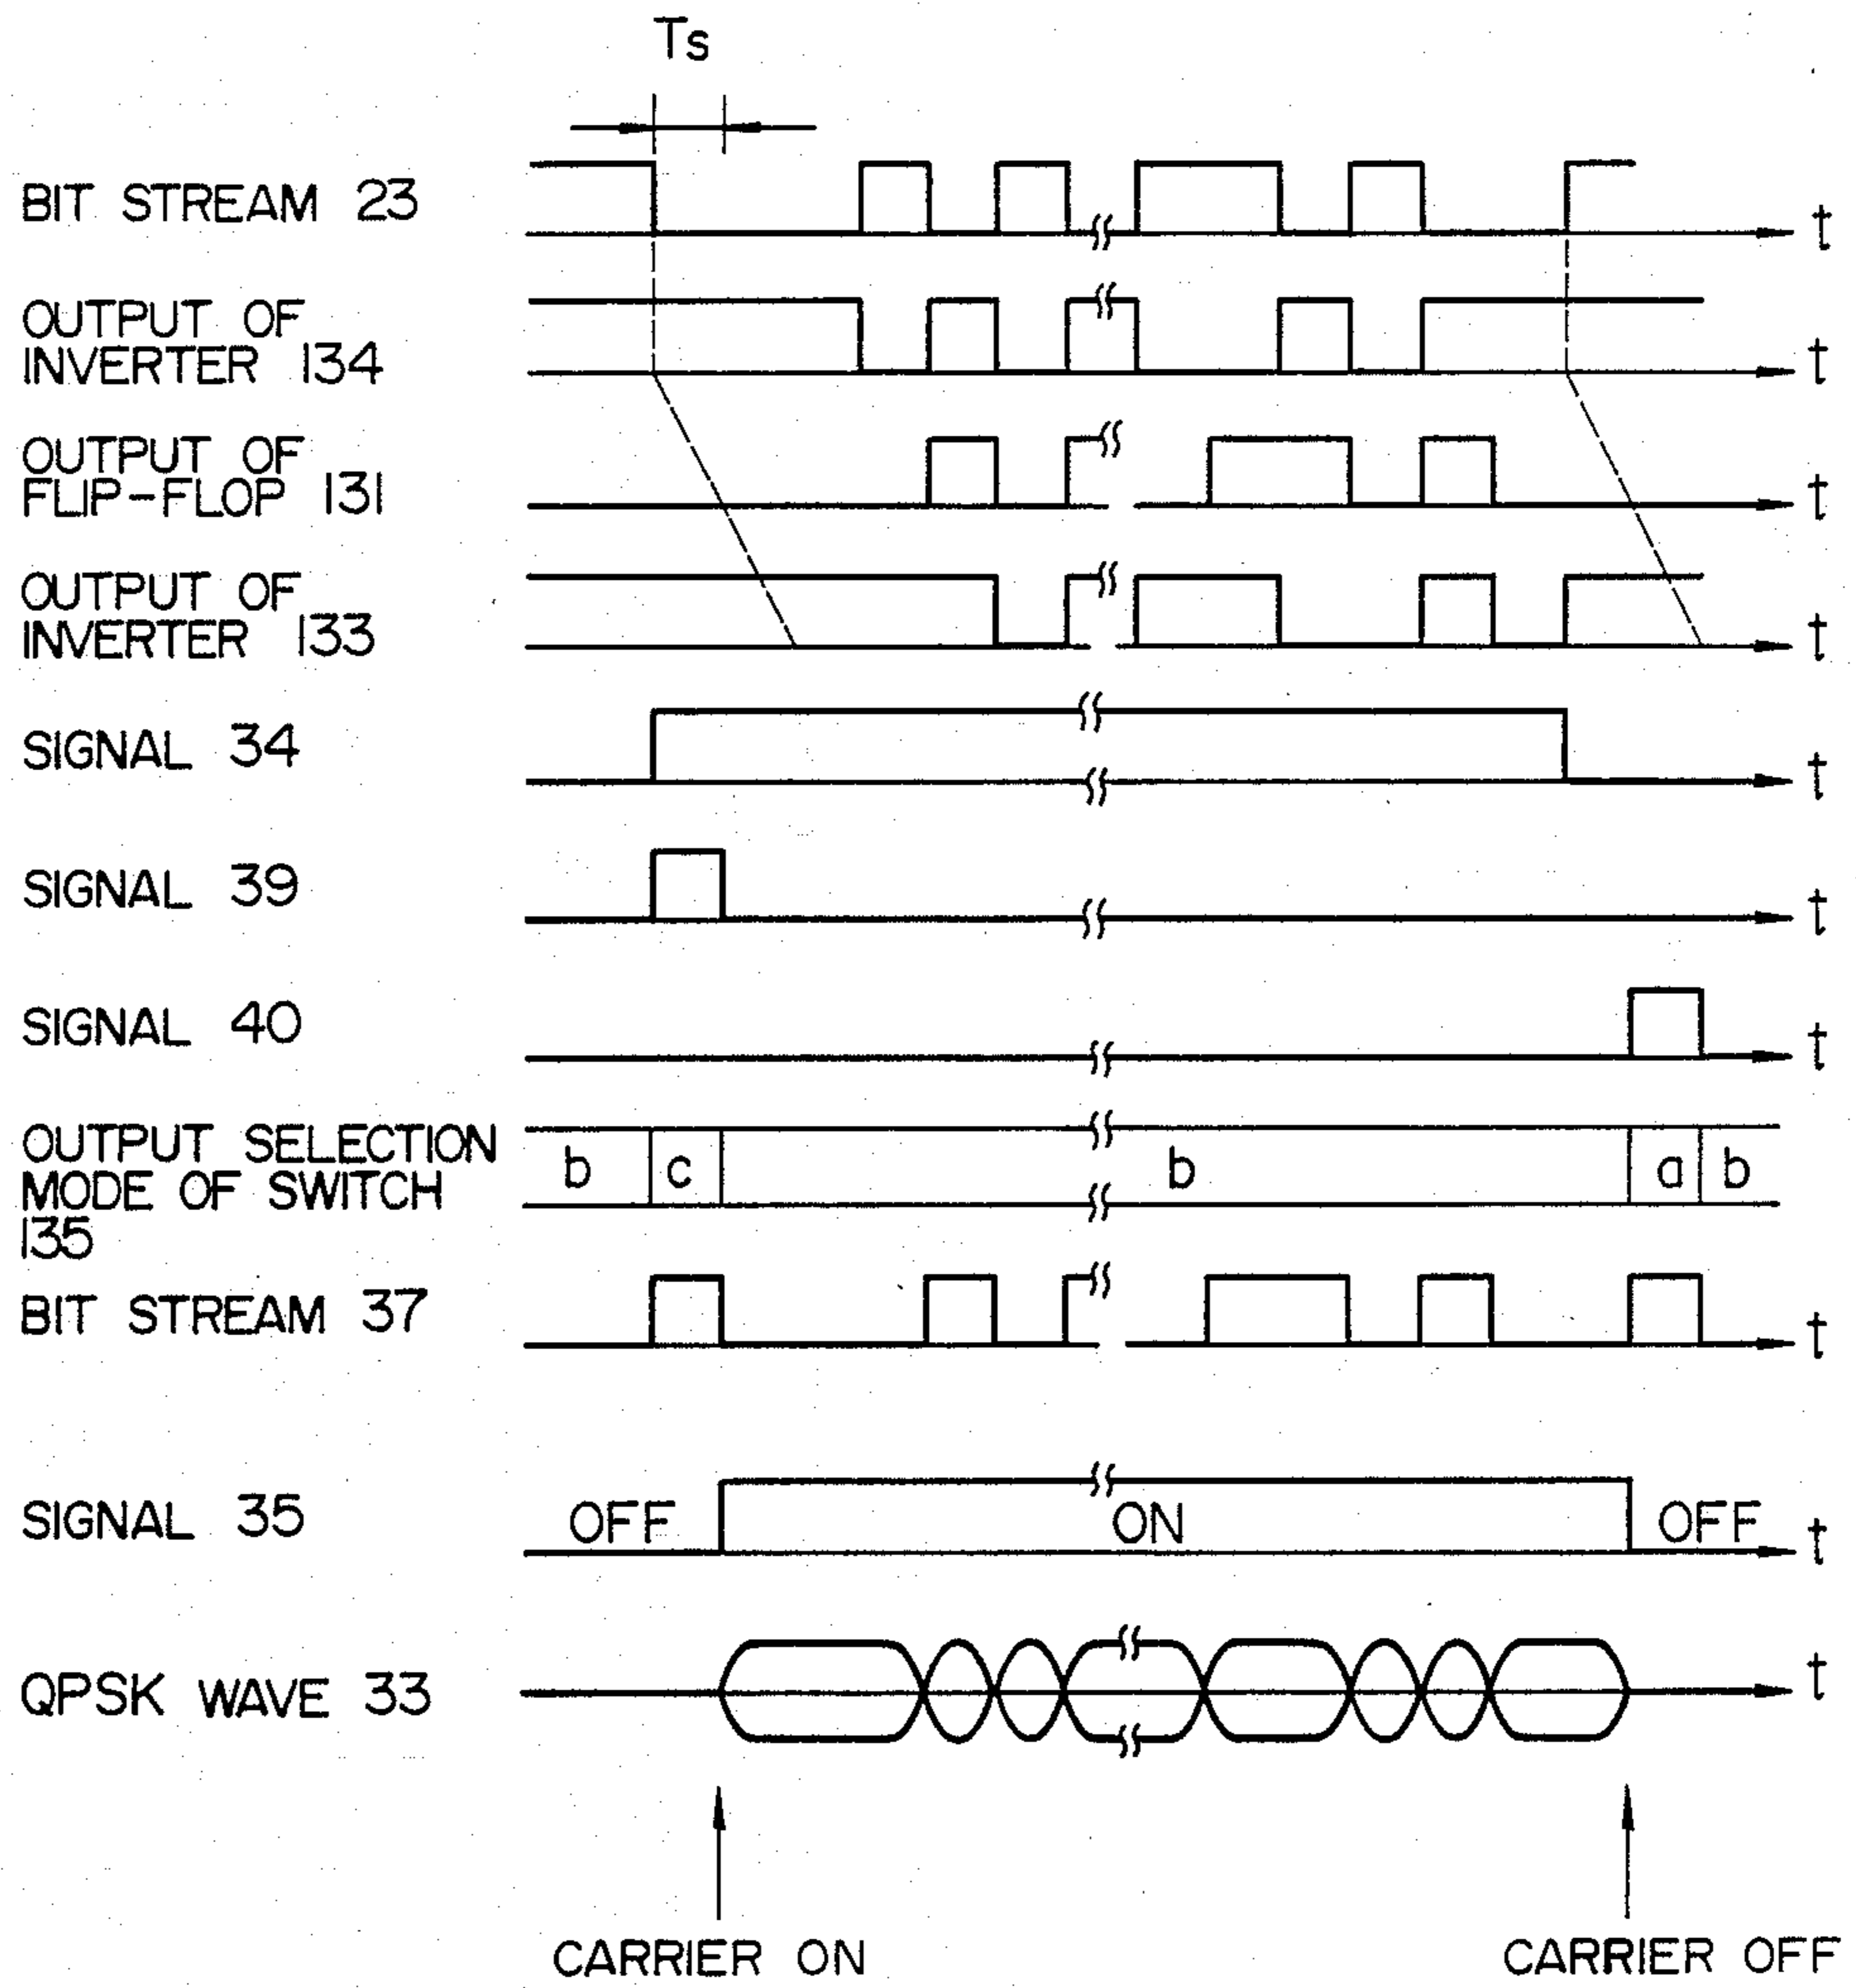 Ts
BIT STREAM 23
t
OUTPUT OF
INVERTER 134
t
OUTPUT OF
FLIP-FLOP 131
t
OUTPUT OF
INVERTER 133
t
SIGNAL 34
t
SIGNAL 39
t
SIGNAL 40
t
OUTPUT SELECTION
MODE OF SWITCH
135
b c b a b
BIT STREAM 37
t
SIGNAL 35
OFF ON OFF
t
QPSK WAVE 33
t
CARRIER ON CARRIER OFF